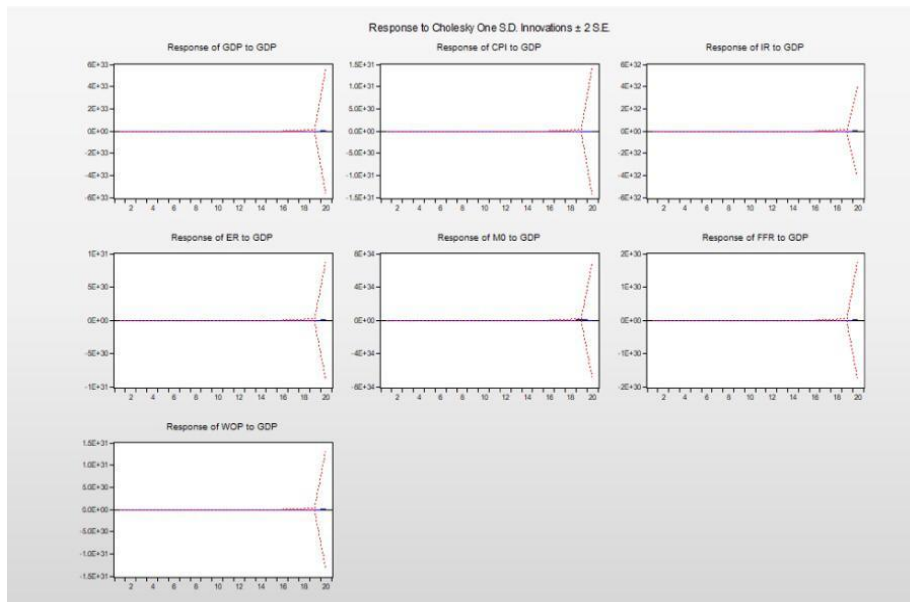 Response to Cholesky One S.D. Innovations ± 2 S.E.
Response of GDP to GDP
6E+33
4E+33
2E+33
0E+00
-2E+33
-4E+33
-6E+33
2 4 6 8 10 12 14 16 18 20
Response of CPI to GDP
1.5E+31
1.0E+31
5.0E+30
0.0E+00
-5.0E+30
-1.0E+31
-1.5E+31
2 4 6 8 10 12 14 16 18 20
Response of IR to GDP
6E+32
4E+32
2E+32
0E+00
-2E+32
-4E+32
-6E+32
2 4 6 8 10 12 14 16 18 20
Response of ER to GDP
1E+31
5E+30
0E+00
-5E+30
-1E+31
2 4 6 8 10 12 14 16 18 20
Response of M0 to GDP
4E+34
0E+00
-4E+34
2 4 6 8 10 12 14 16 18 20
Response of FFR to GDP
2E+30
1E+30
0E+00
-1E+30
-2E+30
2 4 6 8 10 12 14 16 18 20
Response of WOP to GDP
1.5E+31
1.0E+31
5.0E+30
0.0E+00
-5.0E+30
-1.0E+31
-1.5E+31
2 4 6 8 10 12 14 16 18 20